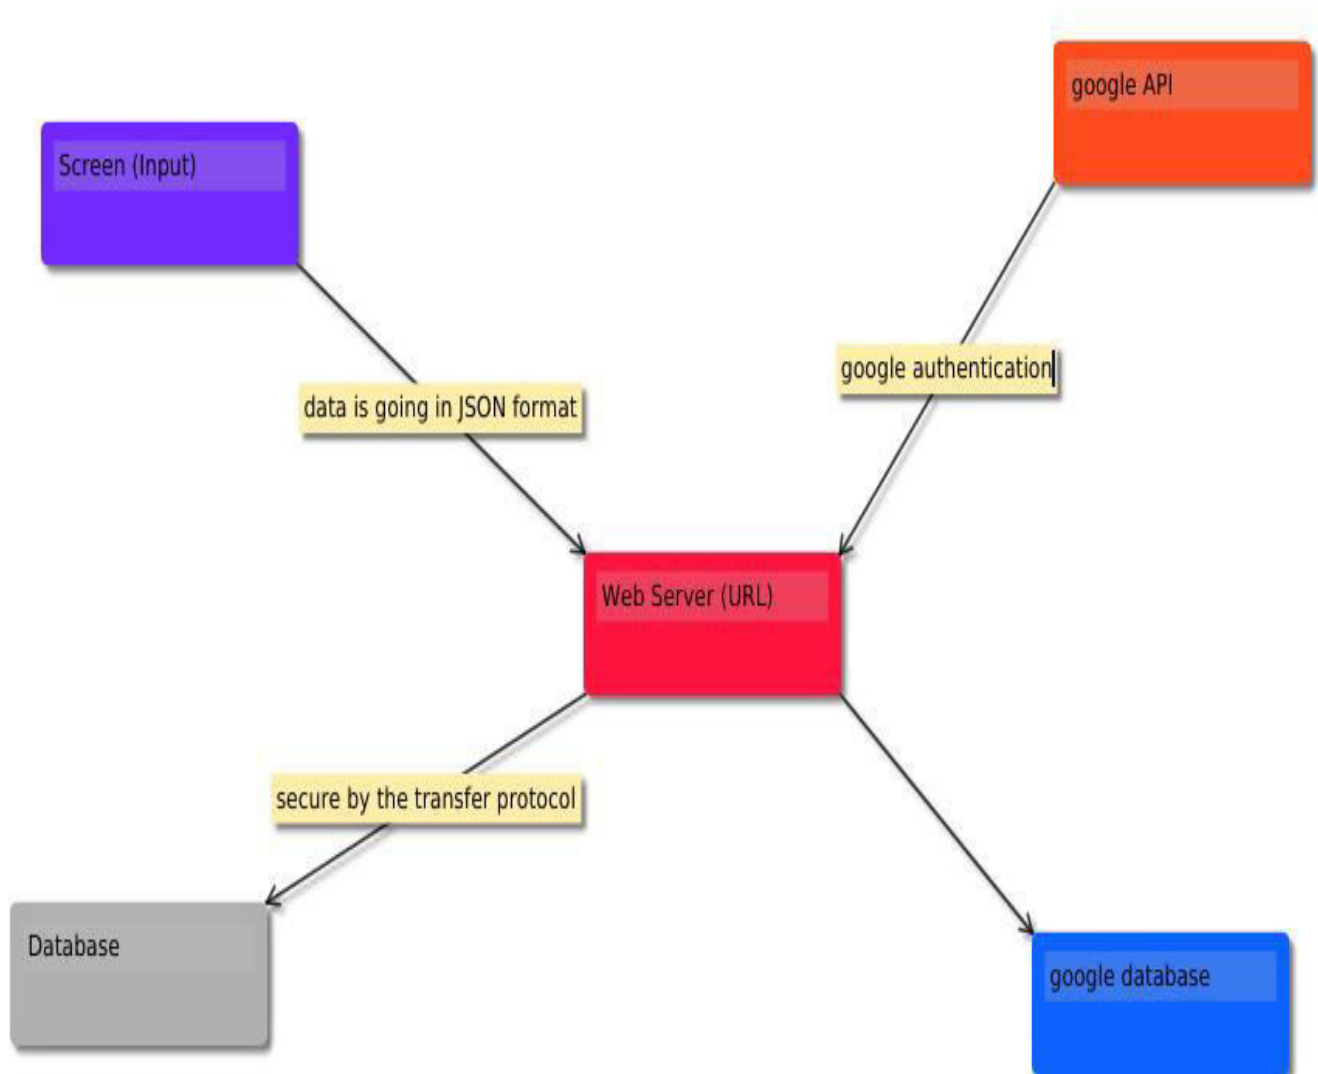 google API
Screen (Input)
google authentication
data is going in JSON format
Web Server (URL)
secure by the transfer protocol
Database
google database